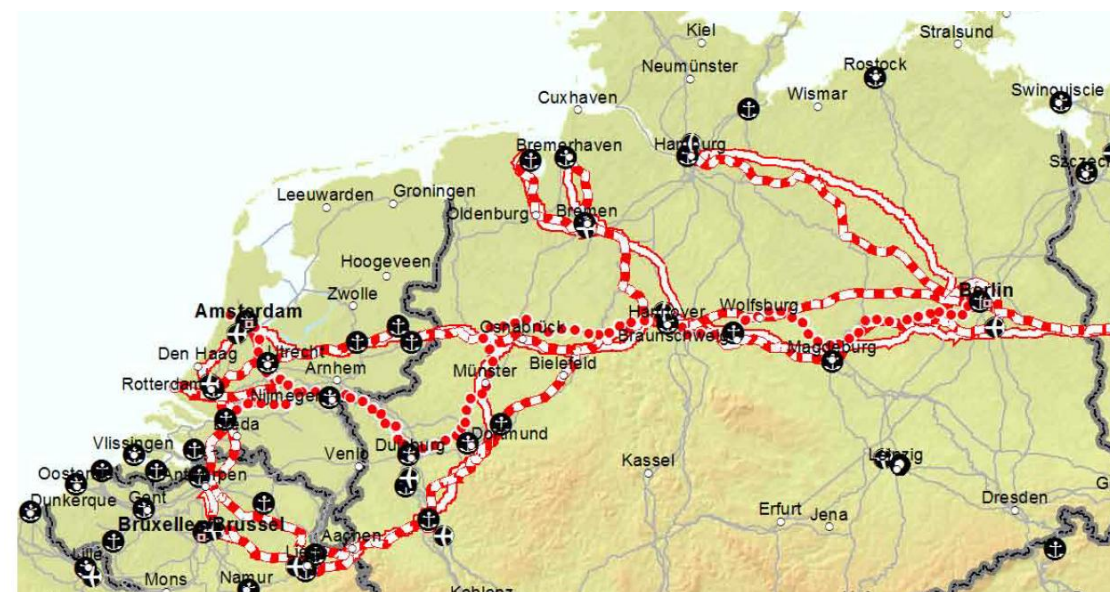 Kiel
Stralsund
Neumünster
Rostock
Wismar
Swinoujscie
Cuxhaven
Bremerhaven
Hamburg
Szczec
Leeuwarden
Groningen
Oldenburg
Bremen
Hoogeveen
Zwolle
Berlin
Amsterdam
Osnabrück
Hannover
Wolfsburg
Braunschweig
Den Haag
Utrecht
Magdeburg
Arnhem
Bielefeld
Rotterdam
Münster
Nijmegen
Breda
Vlissingen
Duisburg
Dortmund
Venlo
Antwerpen
Kassel
Leipzig
Dunkerque
Gent
Dresden
Bruxelles/Brussel
Erfurt
Jena
Aachen
Lille
Mons
Namur
Koblenz